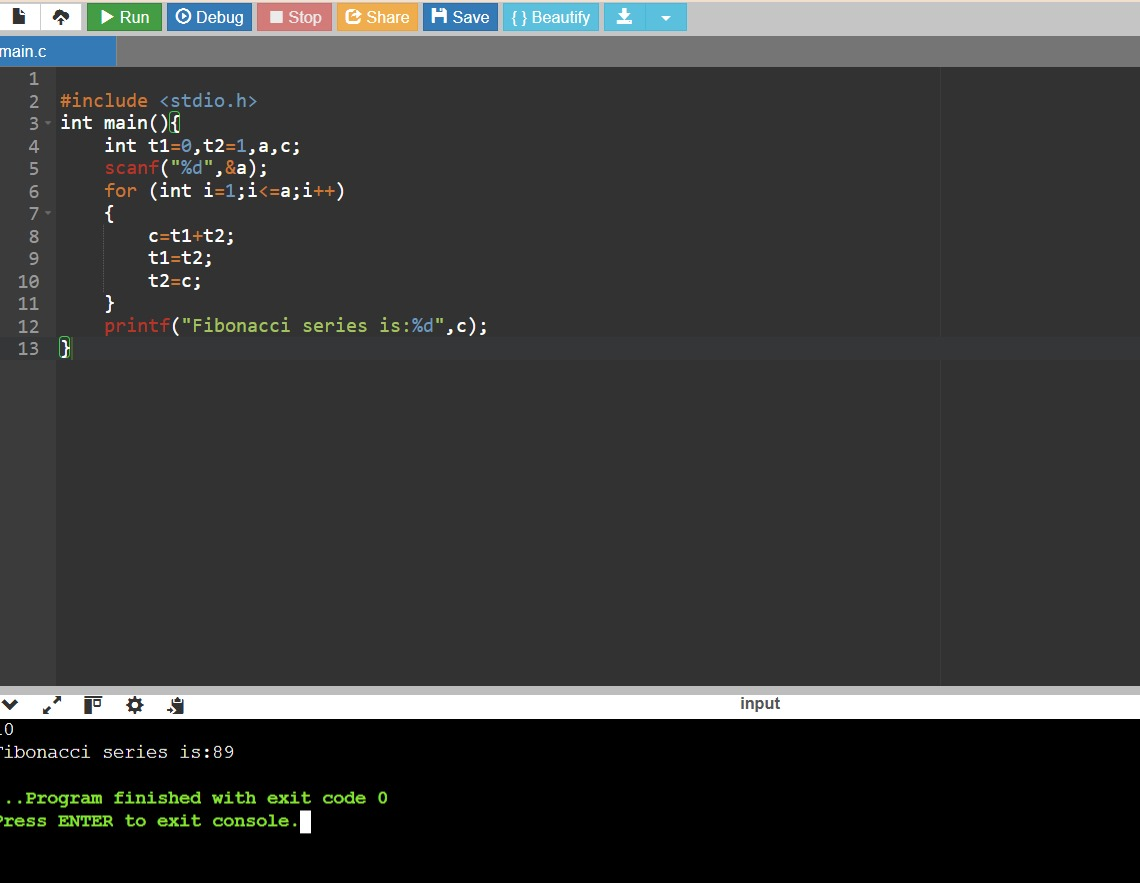 Run Debug Stop Share Save { } Beautify
main.c
1
2 #include <stdio.h>
3 int main(){
4     int t1=0,t2=1,a,c;
5     scanf("%d",&a);
6     for (int i=1;i<=a;i++)
7     {
8         c=t1+t2;
9         t1=t2;
10         t2=c;
11     }
12     printf("Fibonacci series is:%d",c);
13 }
input
10
Fibonacci series is:89
...Program finished with exit code 0
Press ENTER to exit console.